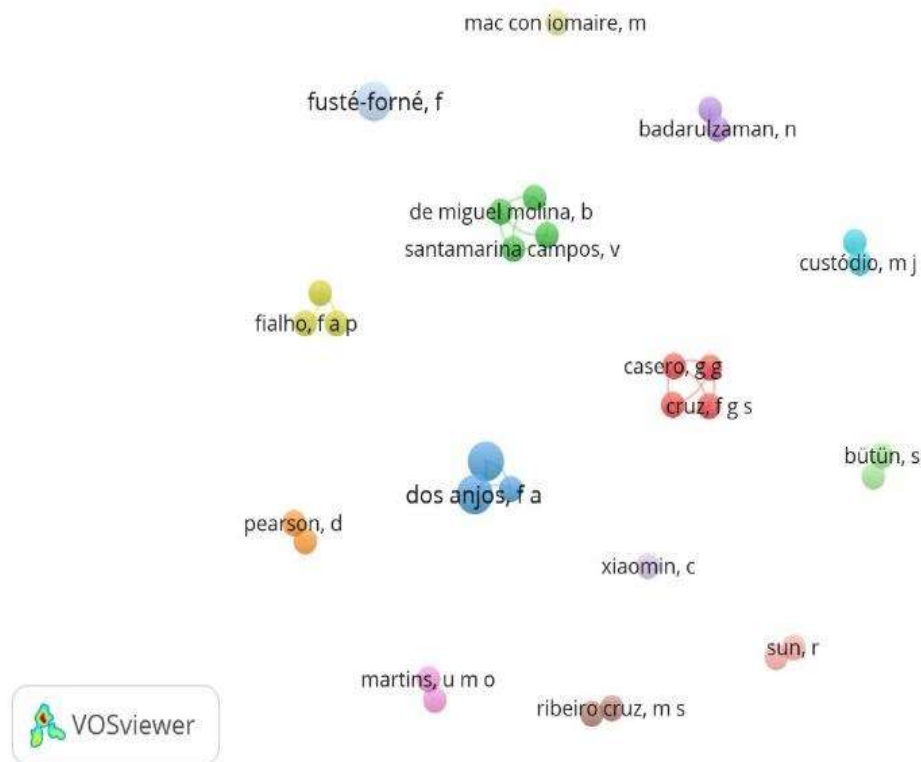 mac con iomaire, m
fusté-forné, f
badarulzaman, n
de miguel molina, b
santamarina campos, v
custódio, m j
fialho, f a p
casero, g g
cruz, f g s
bütün, s
dos anjos, f a
pearson, d
xiaomin, c
sun, r
martins, u m o
ribeiro cruz, m s
VOSviewer